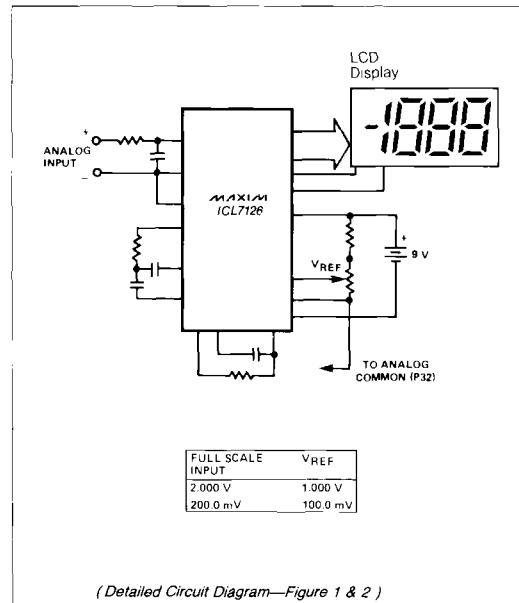 LCD
Display
-1888
+
ANALOG
INPUT
–
MAXIM
ICL7126
VREF
+
9 V
TO ANALOG
COMMON (P32)
FULL SCALE INPUT VREF
2.000 V 1.000 V
200.0 mV 100.0 mV
( Detailed Circuit Diagram—Figure 1 & 2 )